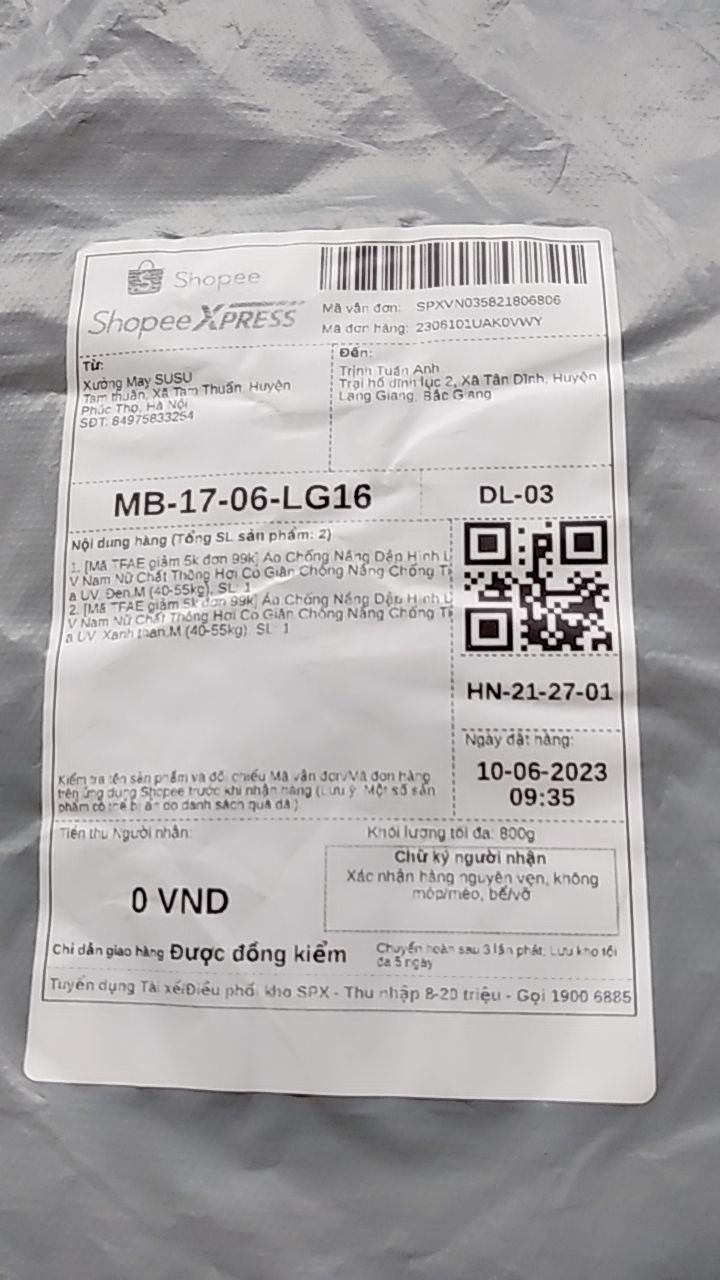 Shopee
Shopee XPRESS
Mã vận đơn: SPXVN035821806806
Mã đơn hàng: 2306101UAK0VWY
Từ:
Xưởng May SUSU
Tam thuấn, Xã Tam Thuấn, Huyện
Phúc Thọ, Hà Nội
SĐT: 84975833254
Đến:
Trịnh Tuấn Anh
Trại hố đình lục 2, Xã Tân Dĩnh, Huyện
Lạng Giang, Bắc Giang
MB-17-06-LG16
DL-03
Nội dung hàng (Tổng SL sản phẩm: 2)
1. [Mã TFAE giảm 5k đơn 99k] Áo Chống Nắng Dập Hình L
V Nam Nữ Chất Thông Hơi Co Giãn Chống Nắng Chống Ti
a UV, Đen,M (40-55kg), SL: 1
2. [Mã TFAE giảm 5k đơn 99k] Áo Chống Nắng Dập Hình L
V Nam Nữ Chất Thông Hơi Co Giãn Chống Nắng Chống Ti
a UV, Xanh than,M (40-55kg), SL: 1
HN-21-27-01
Ngày đặt hàng:
10-06-2023
09:35
Kiểm tra tên sản phẩm và đối chiếu Mã vận đơn/Mã đơn hàng
trên ứng dụng Shopee trước khi nhận hàng (Lưu ý: Một số sản
phẩm có thể bị ẩn do danh sách quá dài)
Tiền thu Người nhận:
0 VND
Khối lượng tối đa: 800g
Chữ ký người nhận
Xác nhận hàng nguyên vẹn, không
móp/méo, bể/vỡ
Chỉ dẫn giao hàng Được đồng kiểm
Chuyển hoàn sau 3 lần phát, Lưu kho tối
đa 5 ngày
Tuyển dụng Tài xế/Điều phối kho SPX - Thu nhập 8-20 triệu - Gọi 1900 6885